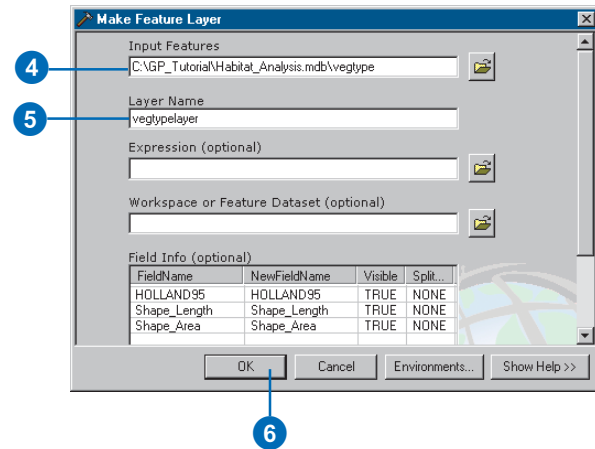 Make Feature Layer
Input Features
4
C:\GP_Tutorial\Habitat_Analysis.mdb\vegtype
Layer Name
5
vegtypelayer
Expression (optional)
Workspace or Feature Dataset (optional)
Field Info (optional)
FieldName NewFieldName Visible Split...
HOLLAND95 HOLLAND95 TRUE NONE
Shape_Length Shape_Length TRUE NONE
Shape_Area Shape_Area TRUE NONE
OK Cancel Environments... Show Help >>
6